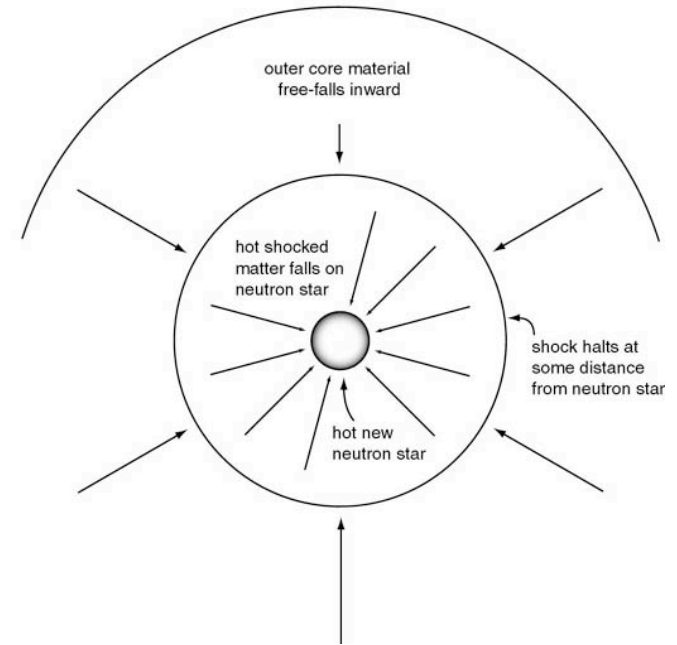 outer core material
free-falls inward
hot shocked
matter falls on
neutron star
shock halts at
some distance
from neutron star
hot new
neutron star